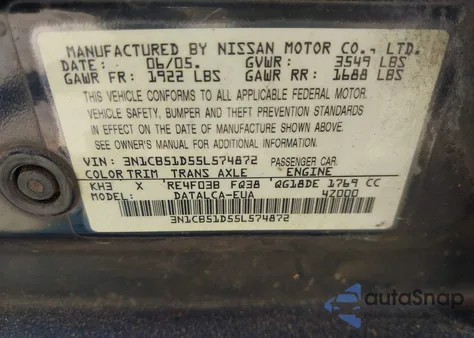 MANUFACTURED BY NISSAN MOTOR CO., LTD.
DATE: 06/05. GVWR: 3549 LBS
GAWR FR: 1922 LBS GAWR RR: 1688 LBS
THIS VEHICLE CONFORMS TO ALL APPLICABLE FEDERAL MOTOR
VEHICLE SAFETY, BUMPER AND THEFT PREVENTION STANDARDS
IN EFFECT ON THE DATE OF MANUFACTURE SHOWN ABOVE.
SEE OWNER'S MANUAL FOR ADDITIONAL INFORMATION.
VIN: 3N1CB51D55L574872 PASSENGER CAR.
COLOR TRIM TRANS AXLE ENGINE
KH3 X RE4F03B FQ38 QG18DE 1769 CC
MODEL: DATALCA-EUA 4Z000
3N1CB51D55L574872
autoSnap